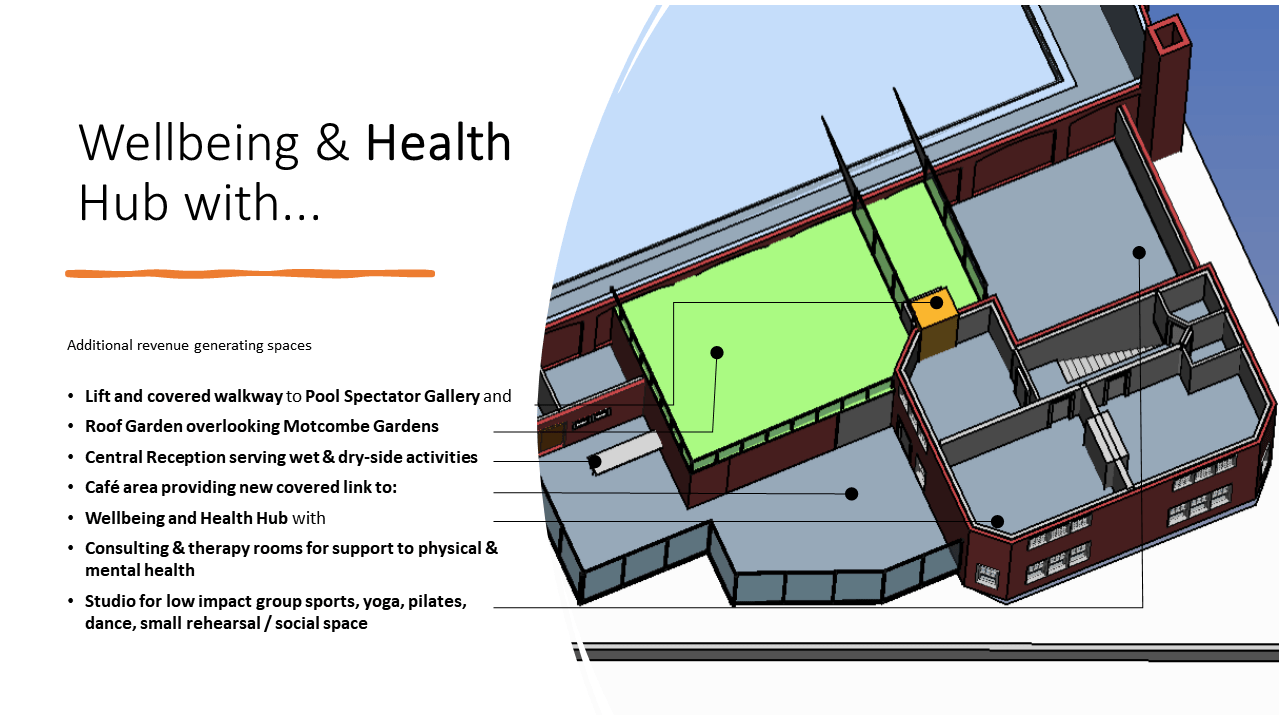 Wellbeing & Health
Hub with...
Additional revenue generating spaces
• Lift and covered walkway to Pool Spectator Gallery and
• Roof Garden overlooking Motcombe Gardens
• Central Reception serving wet & dry-side activities
• Café area providing new covered link to:
• Wellbeing and Health Hub with
• Consulting & therapy rooms for support to physical &
mental health
• Studio for low impact group sports, yoga, pilates,
dance, small rehearsal / social space